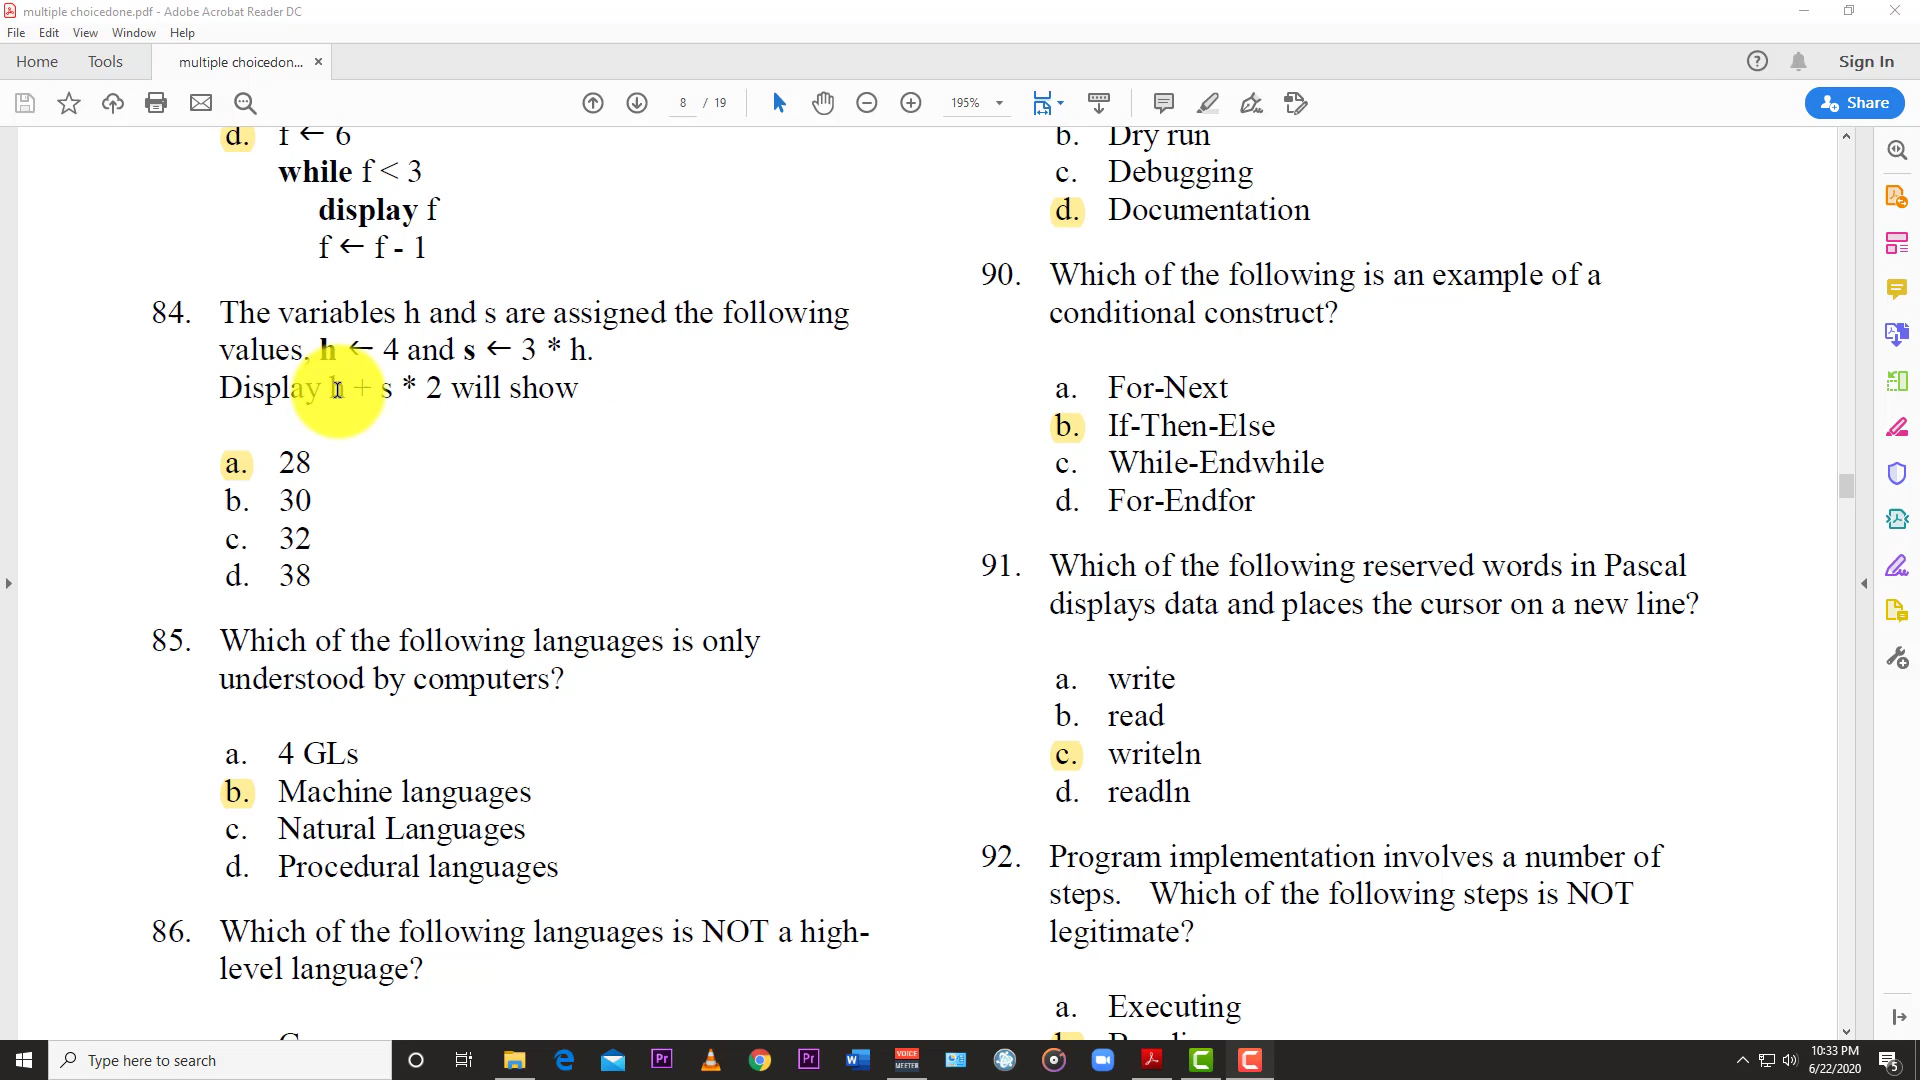 multiple choicedone.pdf - Adobe Acrobat Reader DC
File Edit View Window Help
Home Tools multiple choicedon... × Sign In
8 / 19 195% Share
d. f ← 6
while f < 3
display f
f ← f - 1
84. The variables h and s are assigned the following
values, h ← 4 and s ← 3 * h.
Display h + s * 2 will show
a. 28
b. 30
c. 32
d. 38
85. Which of the following languages is only
understood by computers?
a. 4 GLs
b. Machine languages
c. Natural Languages
d. Procedural languages
86. Which of the following languages is NOT a high-
level language?
b. Dry run
c. Debugging
d. Documentation
90. Which of the following is an example of a
conditional construct?
a. For-Next
b. If-Then-Else
c. While-Endwhile
d. For-Endfor
91. Which of the following reserved words in Pascal
displays data and places the cursor on a new line?
a. write
b. read
c. writeln
d. readln
92. Program implementation involves a number of
steps. Which of the following steps is NOT
legitimate?
a. Executing
Type here to search
Pr
Pr
VOICE
MEETER
10:33 PM
6/22/2020
5